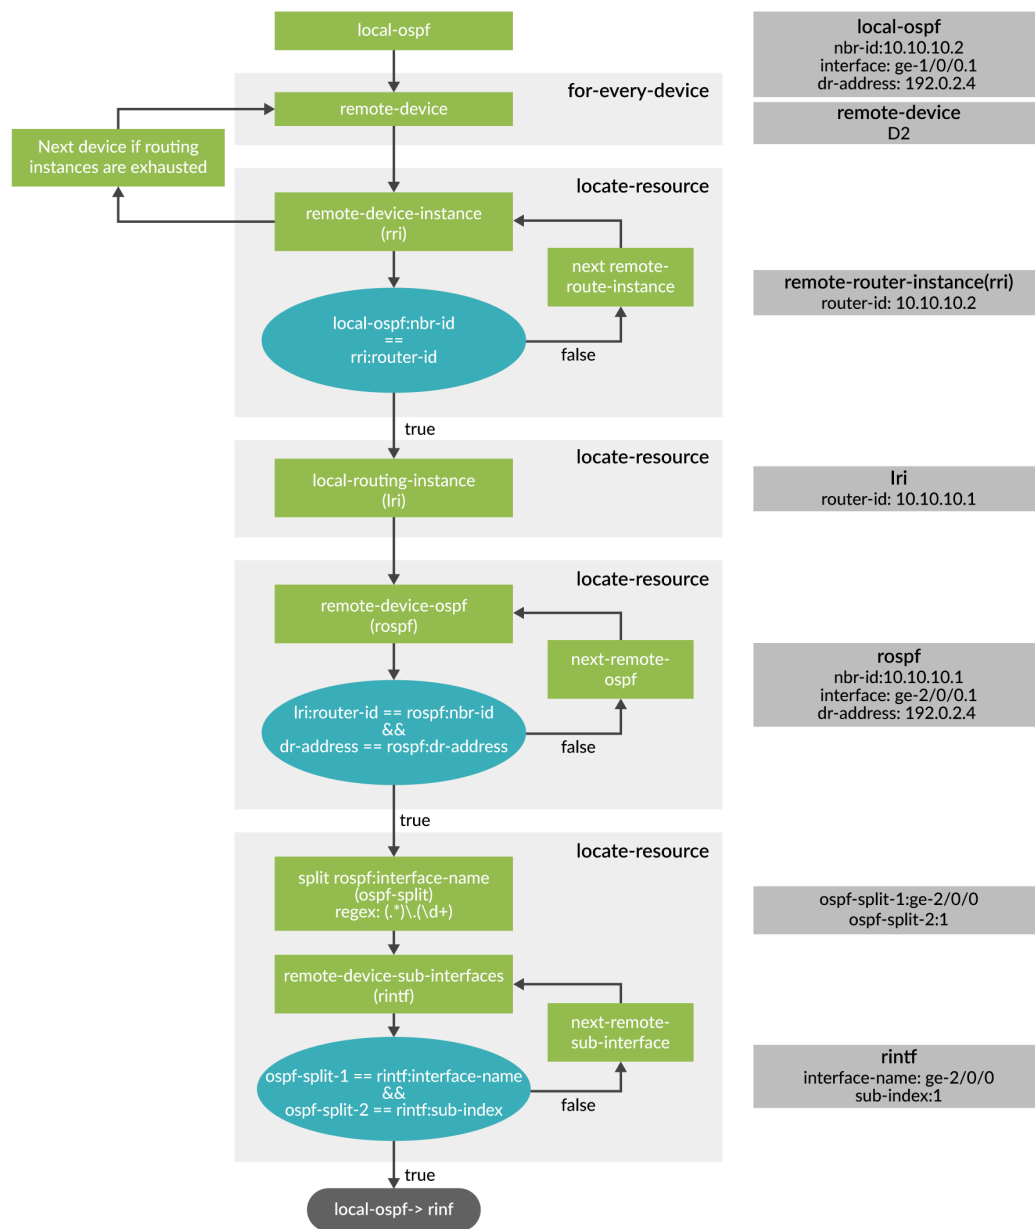 local-ospf
for-every-device
remote-device
Next device if routing
instances are exhausted
locate-resource
remote-device-instance
(rri)
next remote-
route-instance
local-ospf:nbr-id
==
rri:router-id
false
true
locate-resource
local-routing-instance
(lri)
locate-resource
remote-device-ospf
(rospf)
next-remote-
ospf
lri:router-id == rospf:nbr-id
&&
dr-address == rospf:dr-address
false
true
locate-resource
split rospf:interface-name
(ospf-split)
regex: (.*)\.(\d+)
remote-device-sub-interfaces
(rintf)
next-remote-
sub-interface
ospf-split-1 == rintf:interface-name
&&
ospf-split-2 == rintf:sub-index
false
true
local-ospf-> rinf
local-ospf
nbr-id:10.10.10.2
interface: ge-1/0/0.1
dr-address: 192.0.2.4
remote-device
D2
remote-router-instance(rri)
router-id: 10.10.10.2
lri
router-id: 10.10.10.1
rospf
nbr-id:10.10.10.1
interface: ge-2/0/0.1
dr-address: 192.0.2.4
ospf-split-1:ge-2/0/0
ospf-split-2:1
rintf
interface-name: ge-2/0/0
sub-index:1